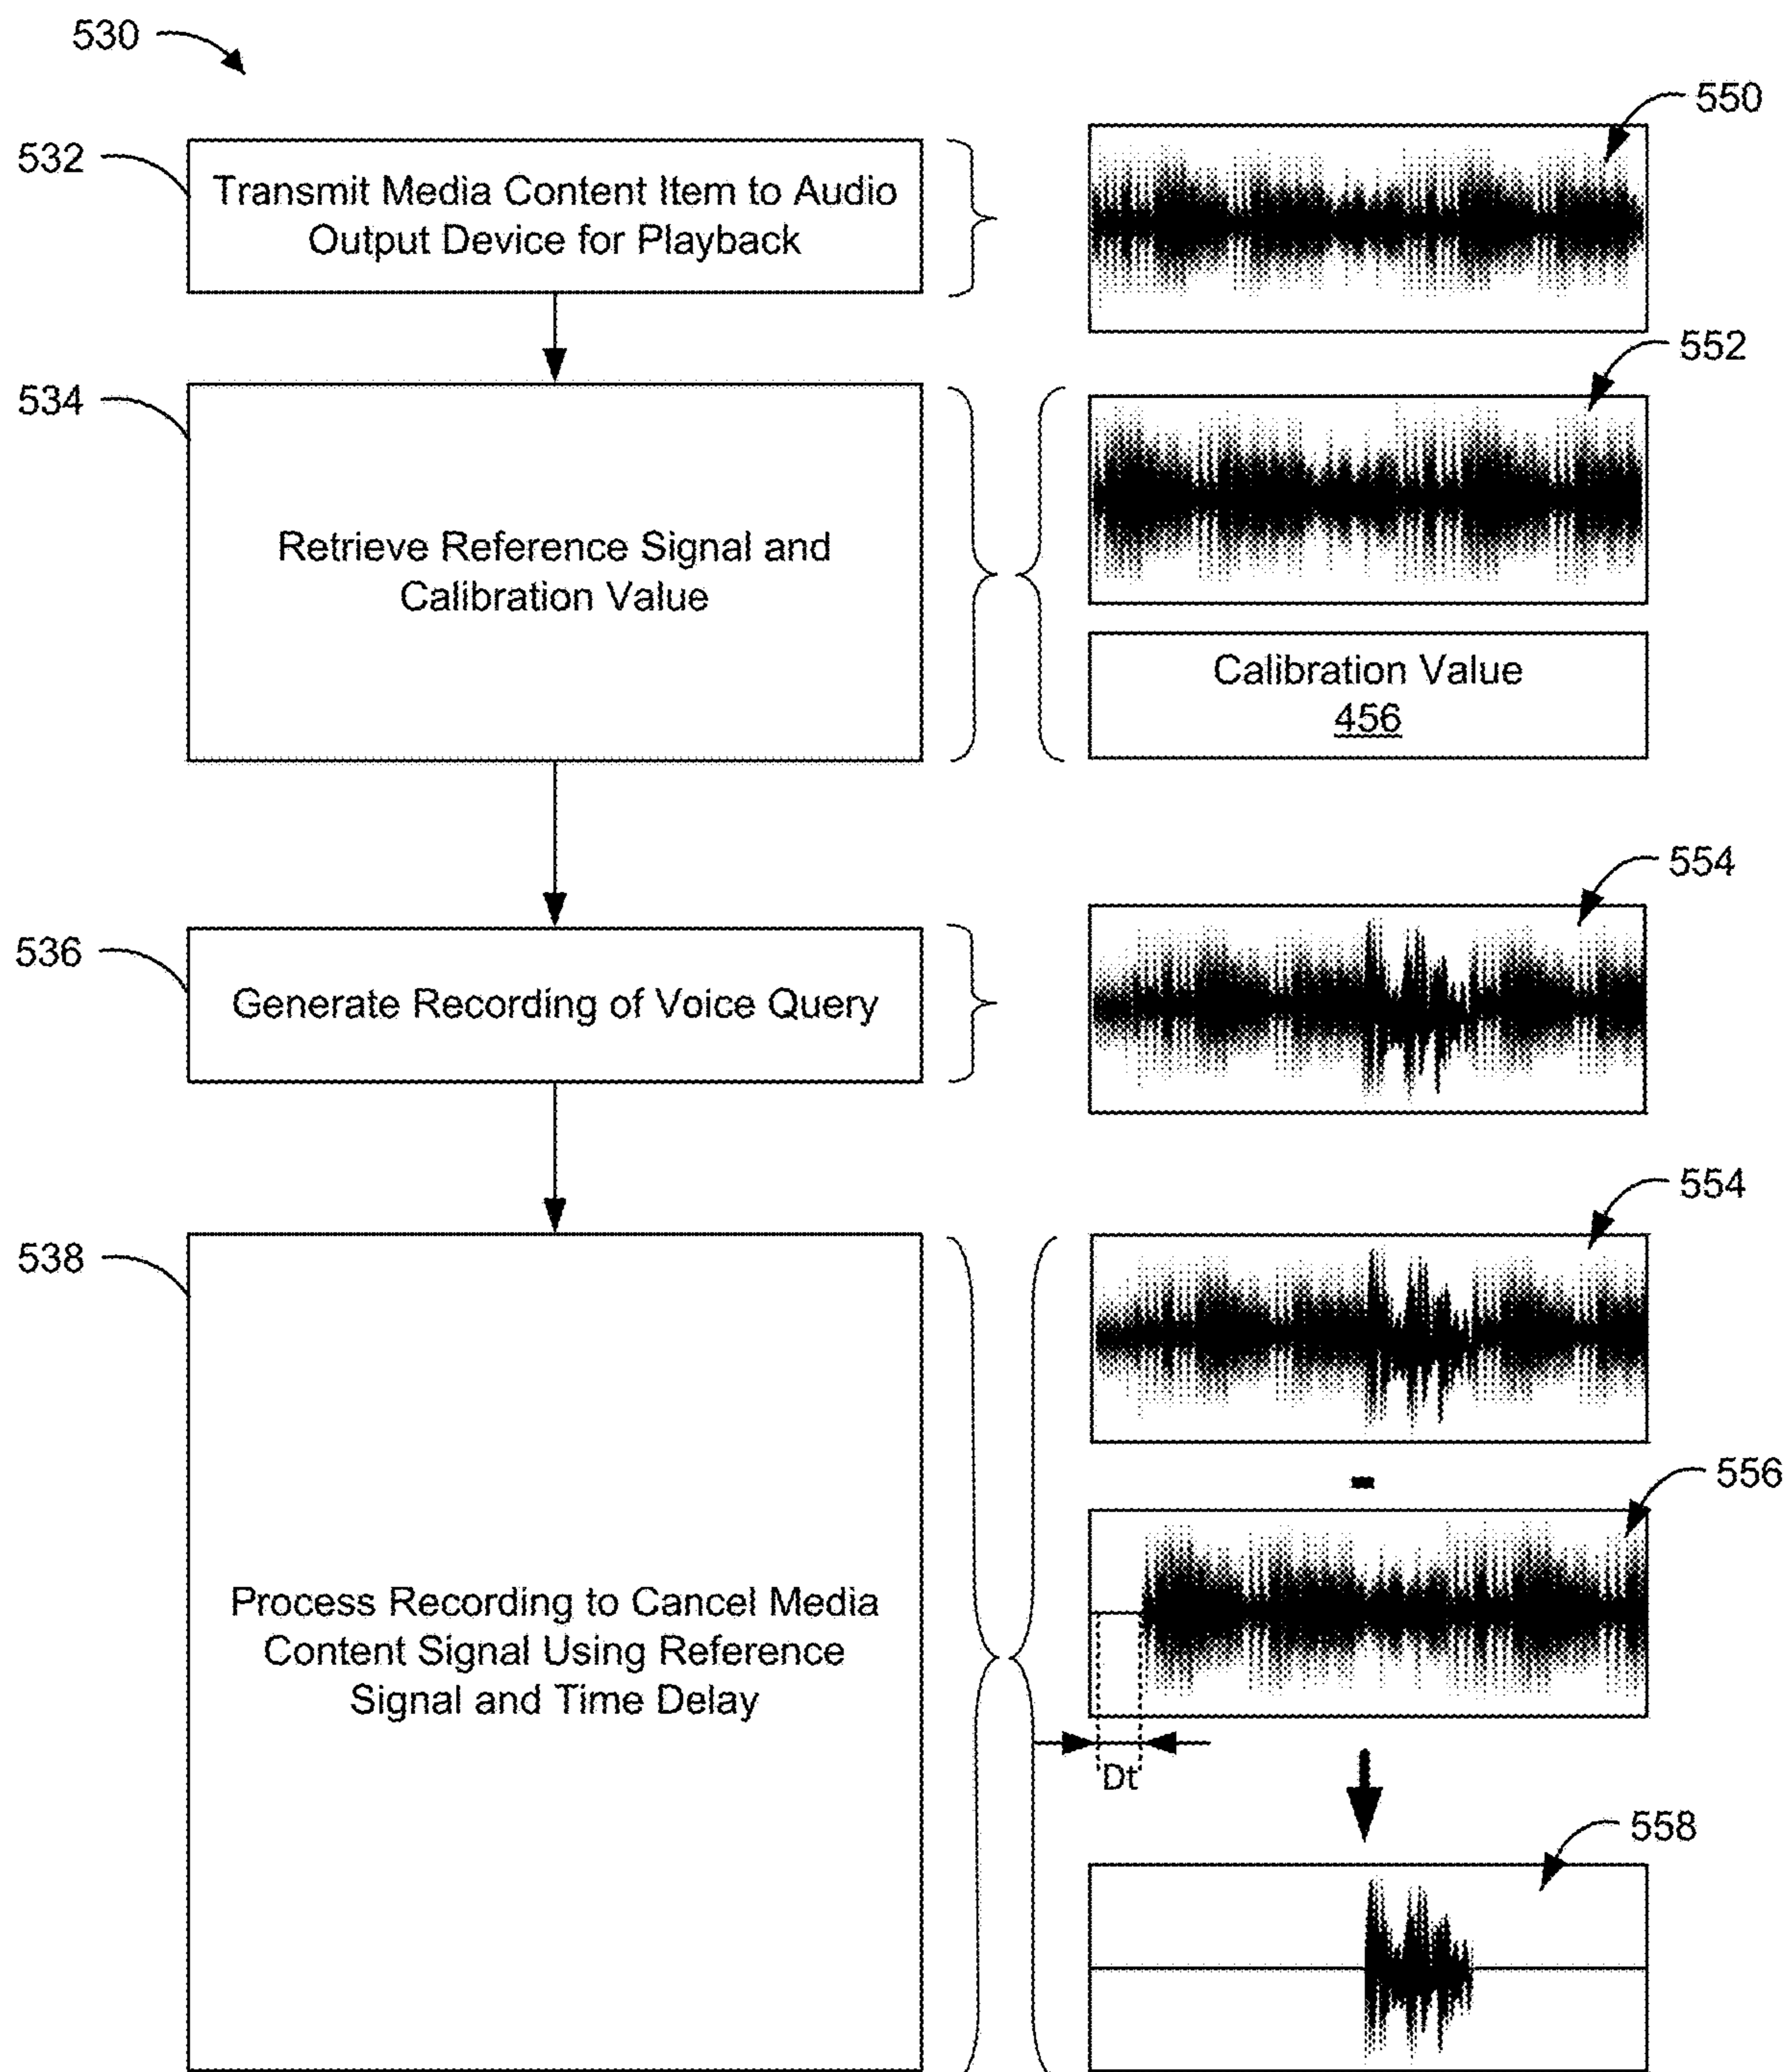 530
550
532
Transmit Media Content Item to Audio
Output Device for Playback
552
534
Retrieve Reference Signal and
Calibration Value
Calibration Value
456
554
536
Generate Recording of Voice Query
554
538
556
Process Recording to Cancel Media
Content Signal Using Reference
Signal and Time Delay
-
Dt
558